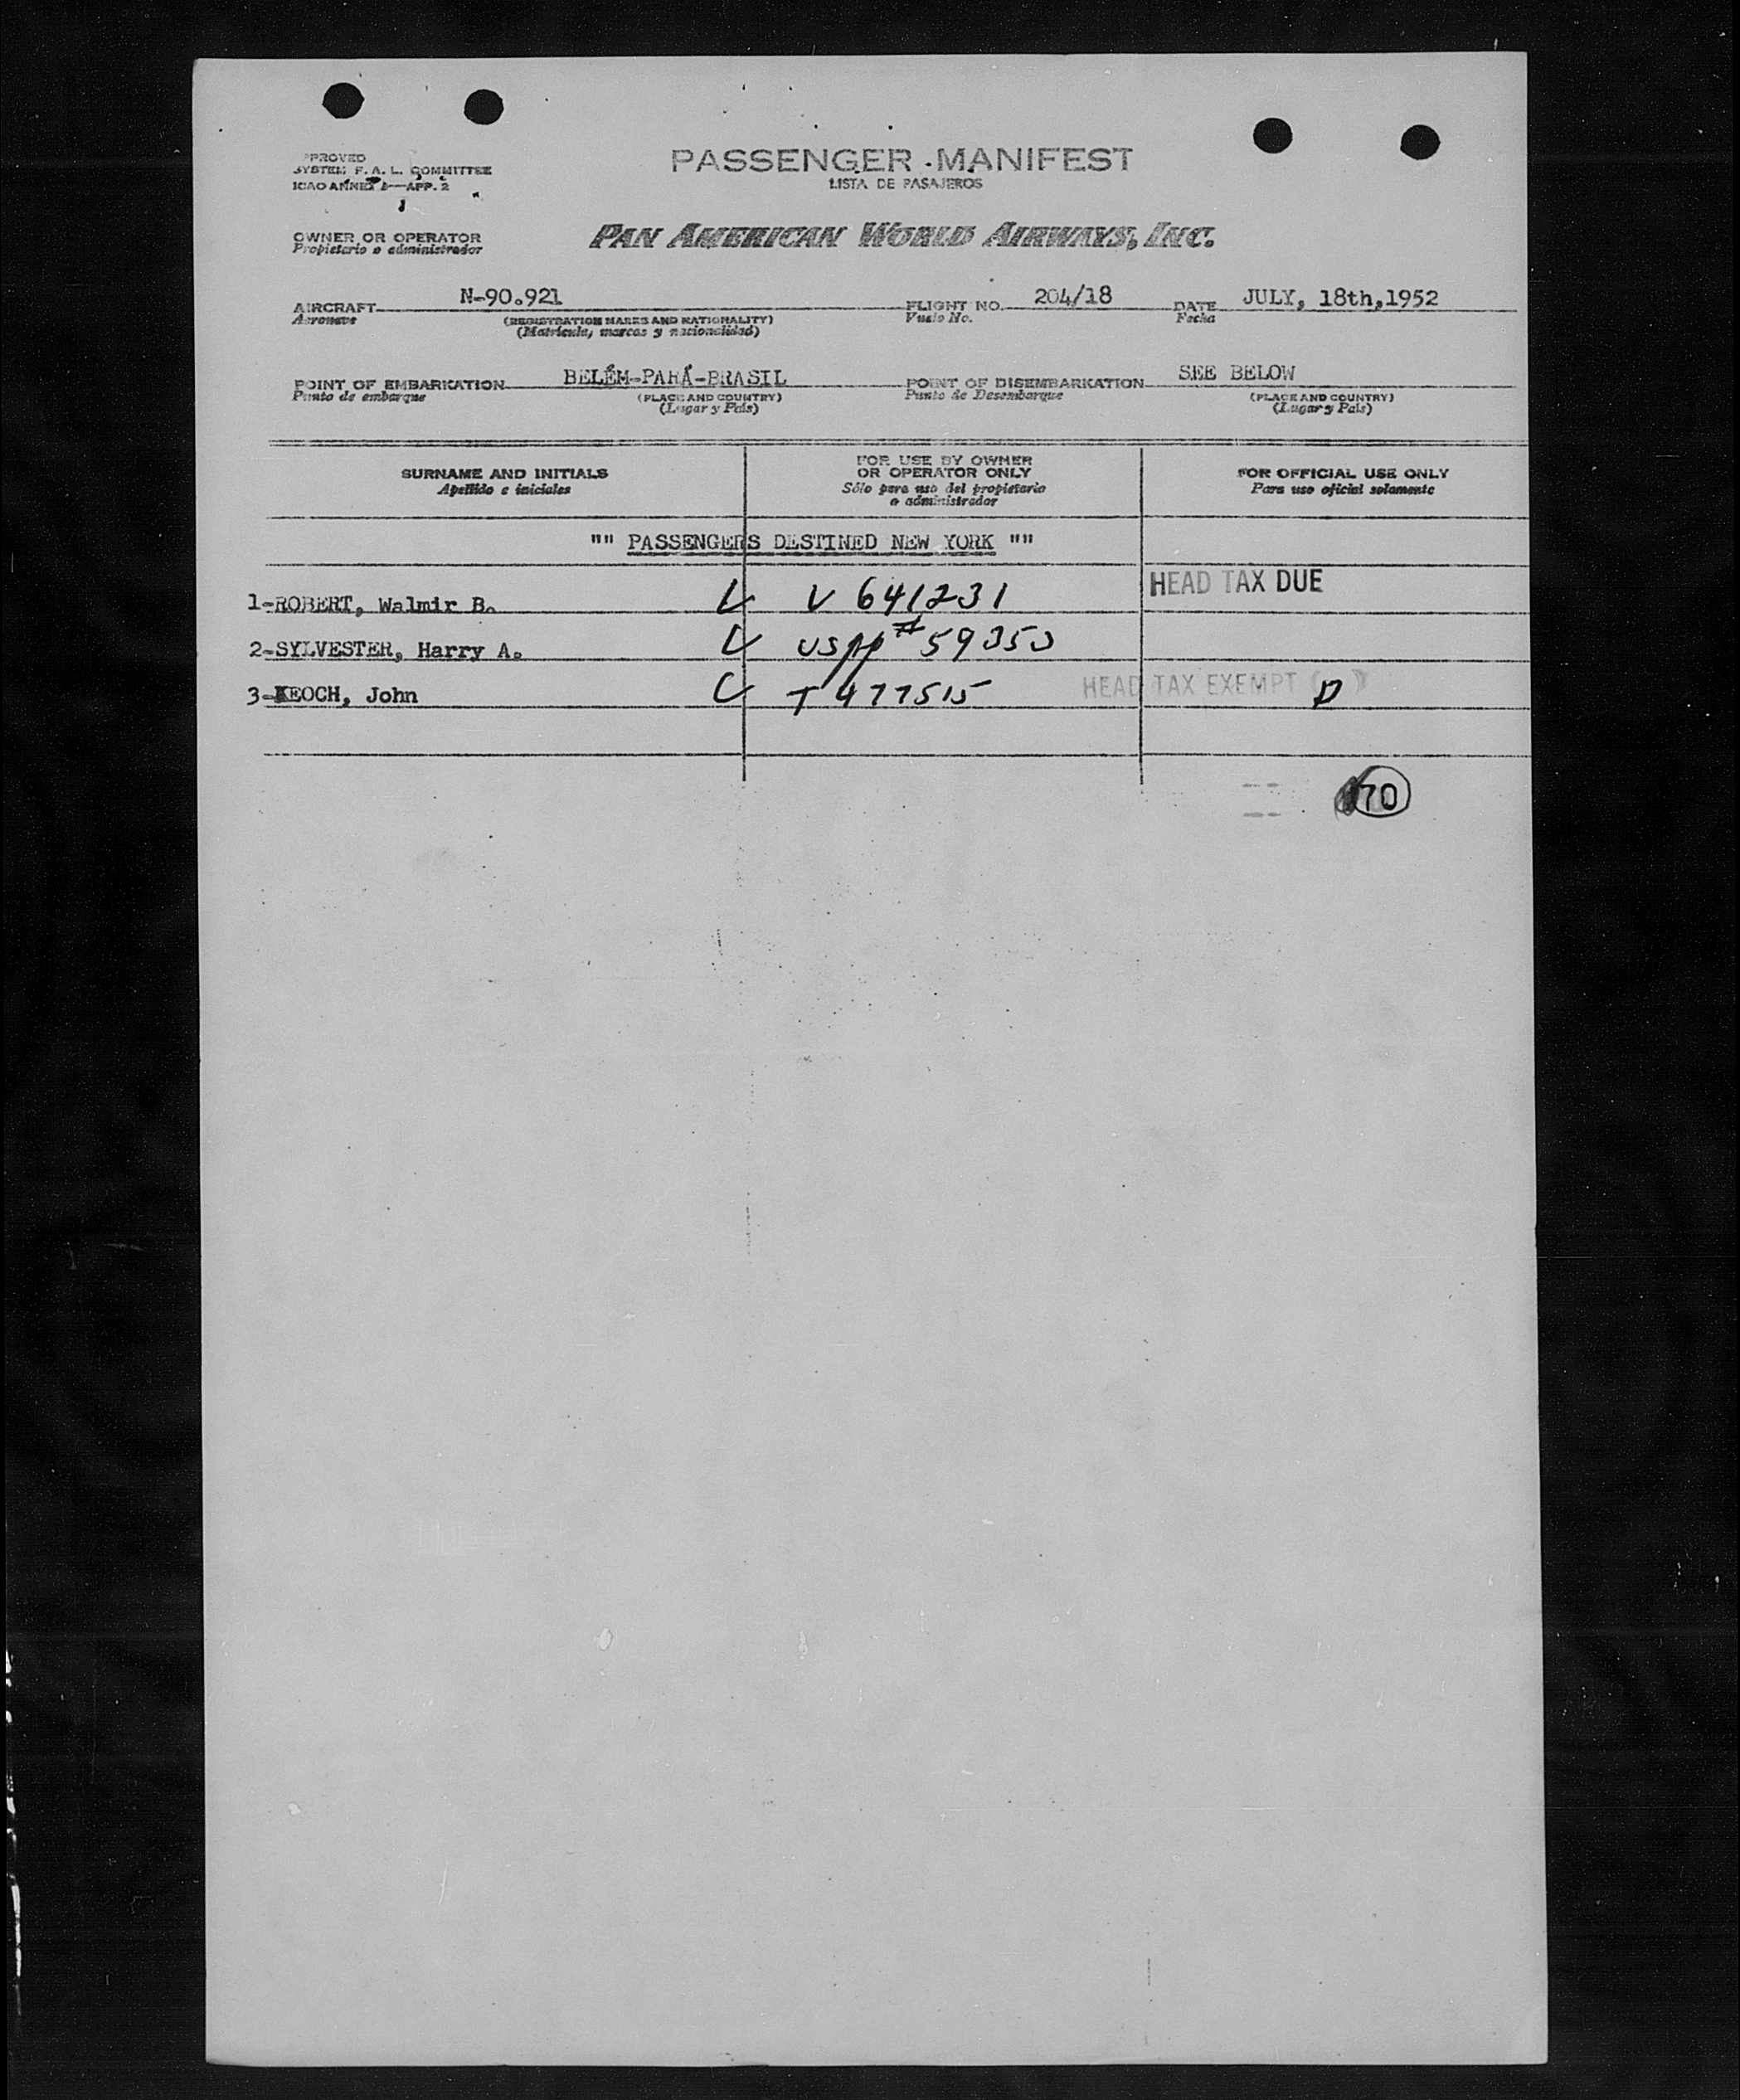 PASSENGER MANIFEST
LISTA DE PASAJEROS
PROVED
SYSTEM F. A. L. COMMITTEE
ICAO ANNEX APP. 2
OWNER OR OPERATOR
Propietario o administrador
PAN AMERICAN WORLD AIRWAYS, INC.
AIRCRAFT N-90.921 FLIGHT NO. 204/18 DATE JULY, 18th,1952
Aeronave (REGISTRATION MARKS AND NATIONALITY) Vuelo No. Fecha
(Matrícula, marcas y nacionalidad)
POINT OF EMBARKATION BELÉM-PARÁ-BRASIL POINT OF DISEMBARKATION SEE BELOW
Punto de embarque (PLACE AND COUNTRY) Punto de Desembarque (PLACE AND COUNTRY)
(Lugar y País) (Lugar y País)
SURNAME AND INITIALS
Apellido e iniciales
FOR USE BY OWNER
OR OPERATOR ONLY
Sólo para uso del propietario
o administrador
FOR OFFICIAL USE ONLY
Para uso oficial solamente
"" PASSENGERS DESTINED NEW YORK ""
1-ROBERT, Walmir B. V 641231 HEAD TAX DUE
2-SYLVESTER, Harry A. USPP # 59353
3-KEOCH, John T 477515 HEAD TAX EXEMPT ( D )
70